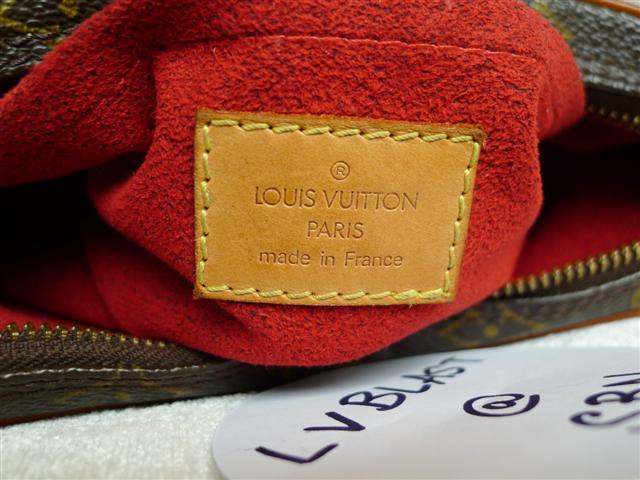 ®
LOUIS VUITTON
PARIS
made in France
LVBLAST
@